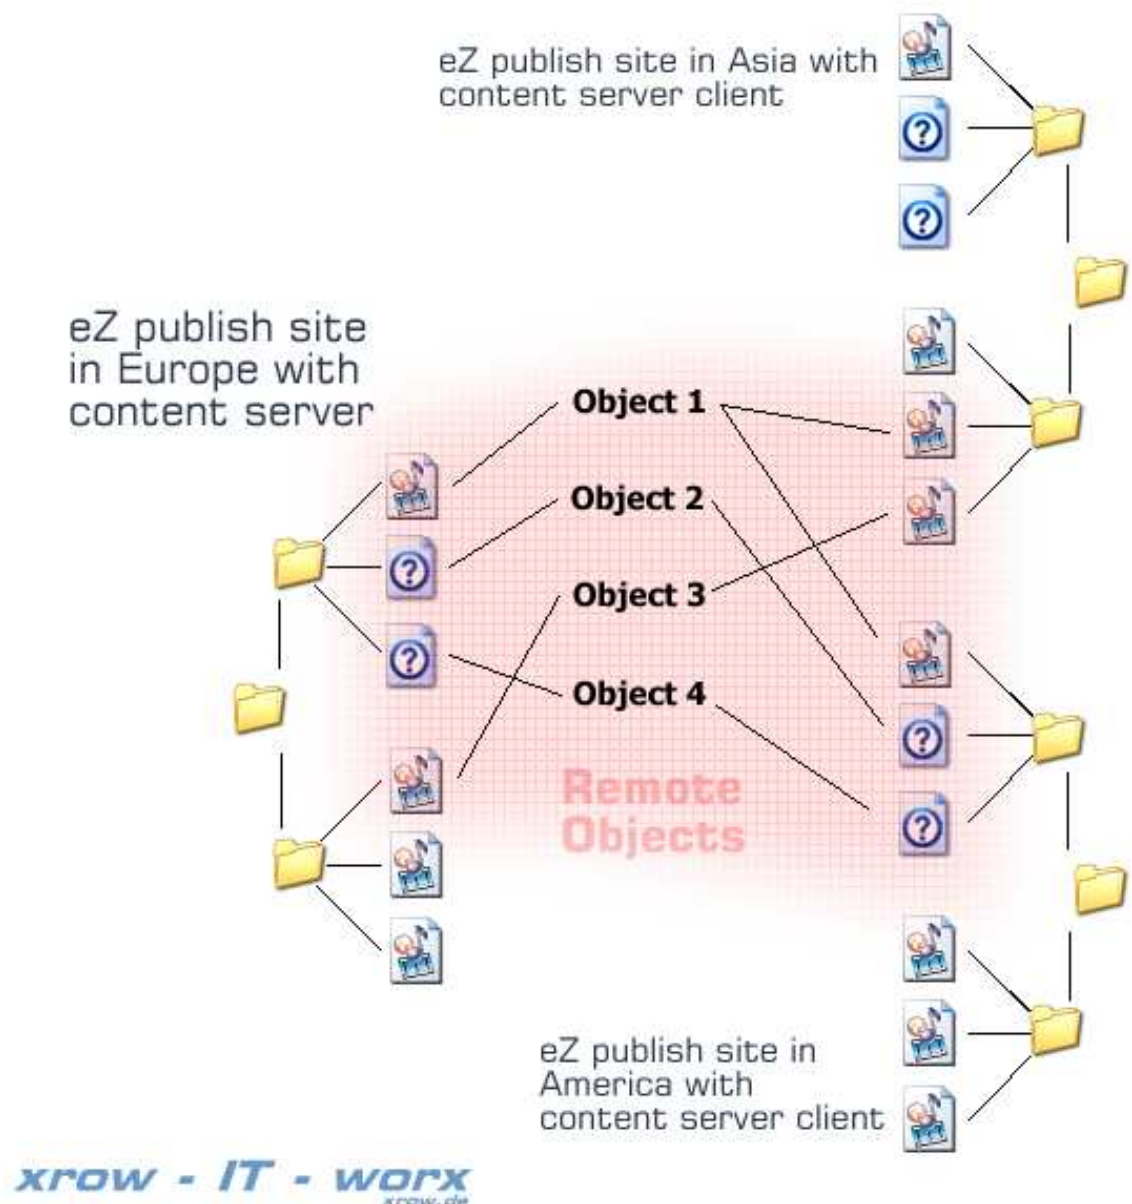 eZ publish site in Asia with
content server client
eZ publish site
in Europe with
content server
Object 1
Object 2
Object 3
Object 4
Remote
Objects
eZ publish site in
America with
content server client
xrow - IT - worx
xrow.de